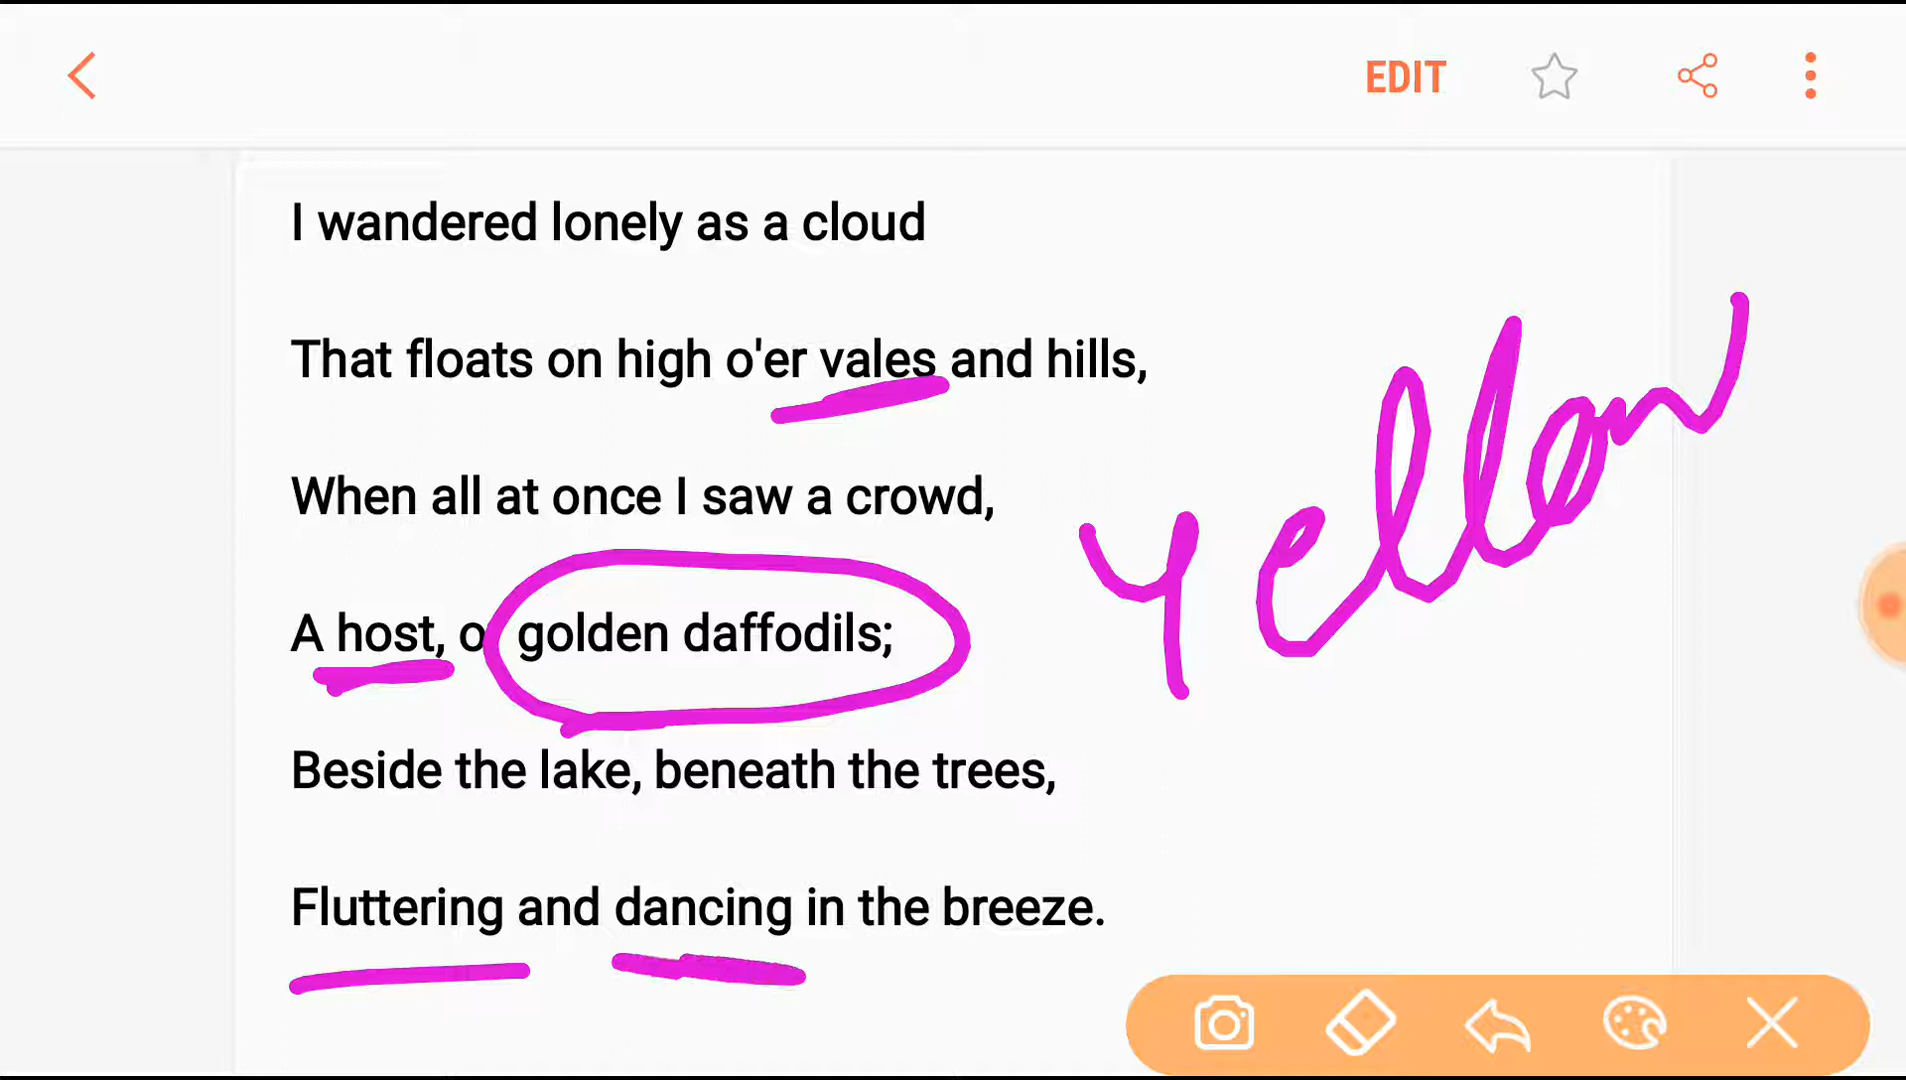 EDIT
I wandered lonely as a cloud
That floats on high o'er vales and hills,
When all at once I saw a crowd,
A host, o golden daffodils;
Yellow
Beside the lake, beneath the trees,
Fluttering and dancing in the breeze.